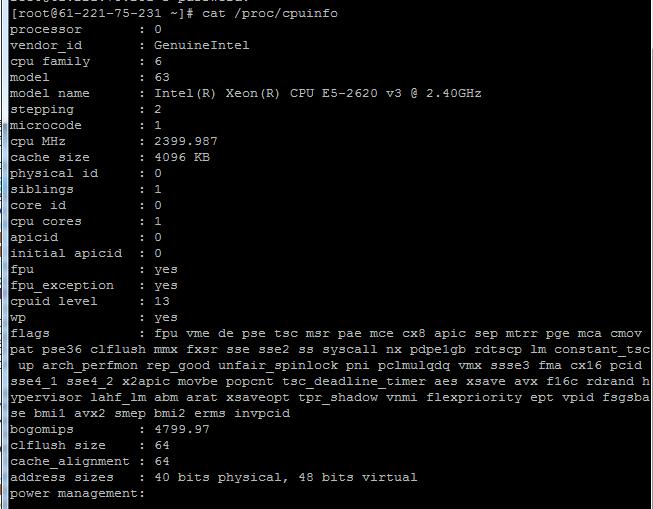 [root@61-221-75-231 ~]# cat /proc/cpuinfo
processor       : 0
vendor_id       : GenuineIntel
cpu family      : 6
model           : 63
model name      : Intel(R) Xeon(R) CPU E5-2620 v3 @ 2.40GHz
stepping        : 2
microcode       : 1
cpu MHz         : 2399.987
cache size      : 4096 KB
physical id     : 0
siblings        : 1
core id         : 0
cpu cores       : 1
apicid          : 0
initial apicid  : 0
fpu             : yes
fpu_exception   : yes
cpuid level     : 13
wp              : yes
flags           : fpu vme de pse tsc msr pae mce cx8 apic sep mtrr pge mca cmov
pat pse36 clflush mmx fxsr sse sse2 ss syscall nx pdpe1gb rdtscp lm constant_tsc
 up arch_perfmon rep_good unfair_spinlock pni pclmulqdq vmx ssse3 fma cx16 pcid
sse4_1 sse4_2 x2apic movbe popcnt tsc_deadline_timer aes xsave avx f16c rdrand h
ypervisor lahf_lm abm arat xsaveopt tpr_shadow vnmi flexpriority ept vpid fsgsba
se bmi1 avx2 smep bmi2 erms invpcid
bogomips        : 4799.97
clflush size    : 64
cache_alignment : 64
address sizes   : 40 bits physical, 48 bits virtual
power management: